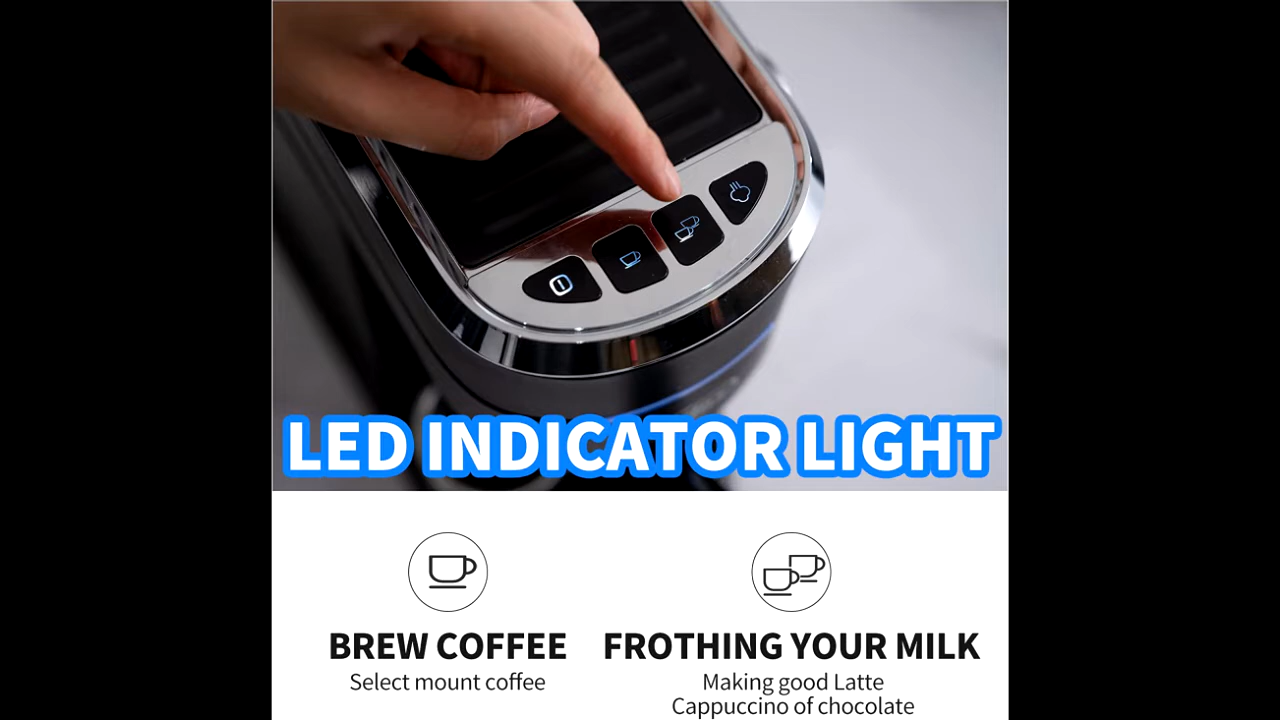 LED INDICATOR LIGHT
BREW COFFEE
Select mount coffee
FROTHING YOUR MILK
Making good Latte
Cappuccino of chocolate